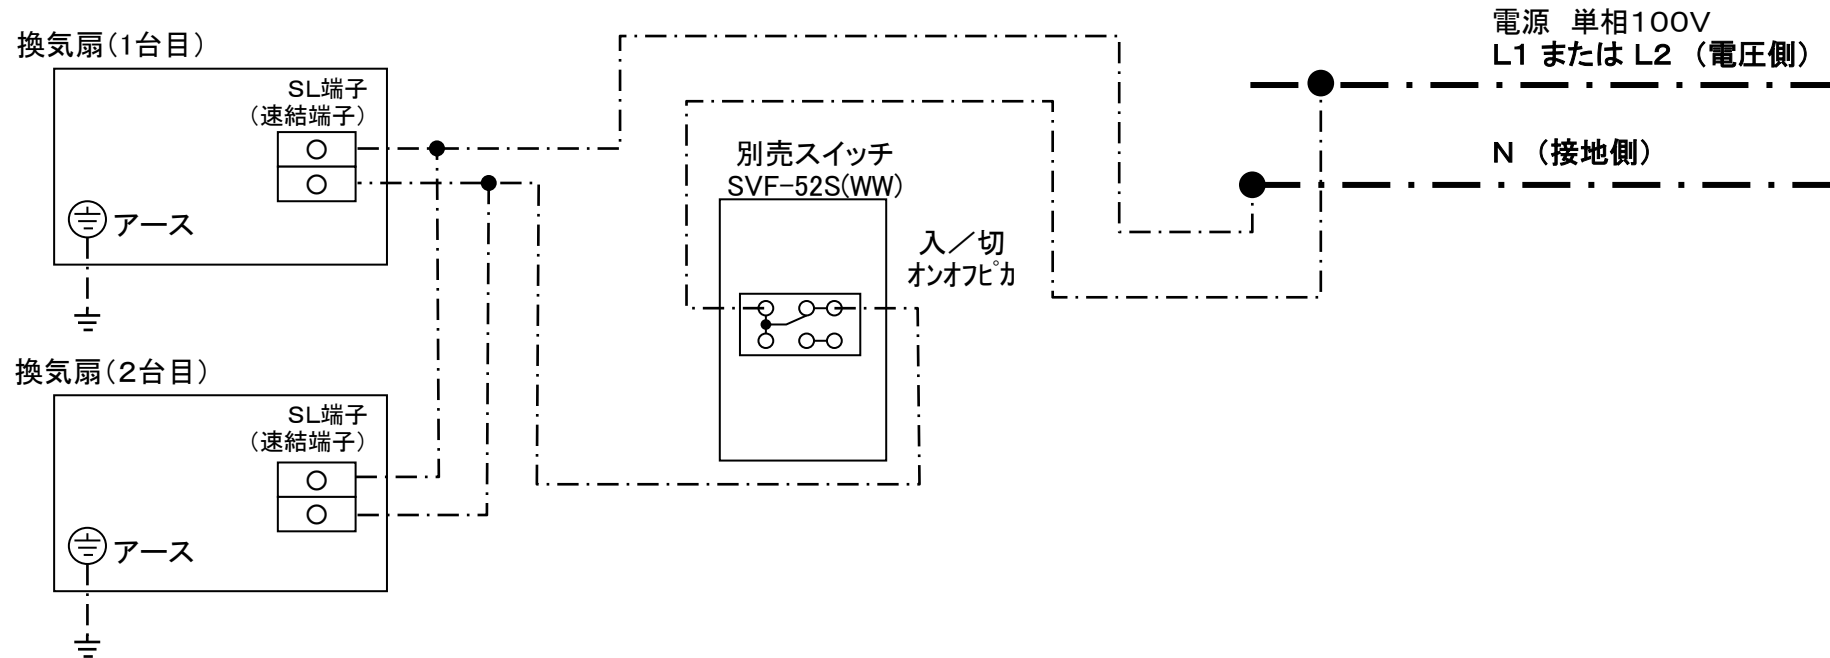 電源 単相100V
L1 または L2 （電圧側）
換気扇(1台目)
SL端子
(速結端子)
アース
別売スイッチ
SVF-52S(WW)
N （接地側）
入／切
オンオフピカ
換気扇(2台目)
SL端子
(速結端子)
アース